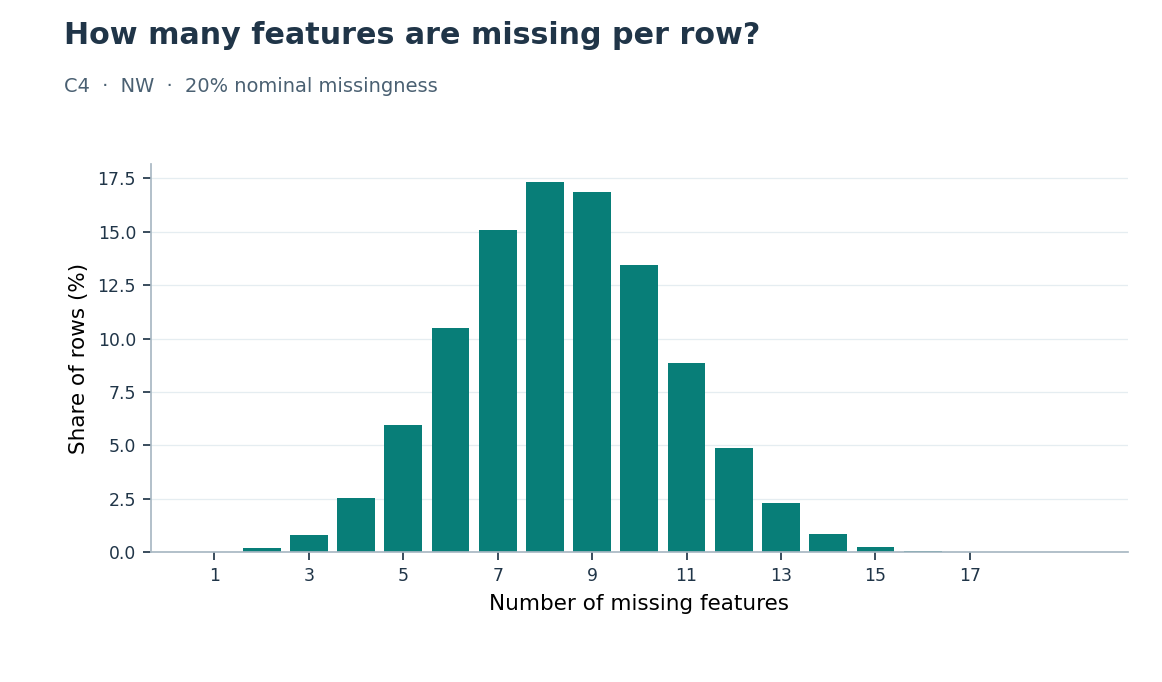 How many features are missing per row?
C4 · NW · 20% nominal missingness
17.5
15.0
12.5
10.0
7.5
5.0
2.5
0.0
Share of rows (%)
1 3 5 7 9 11 13 15 17
Number of missing features